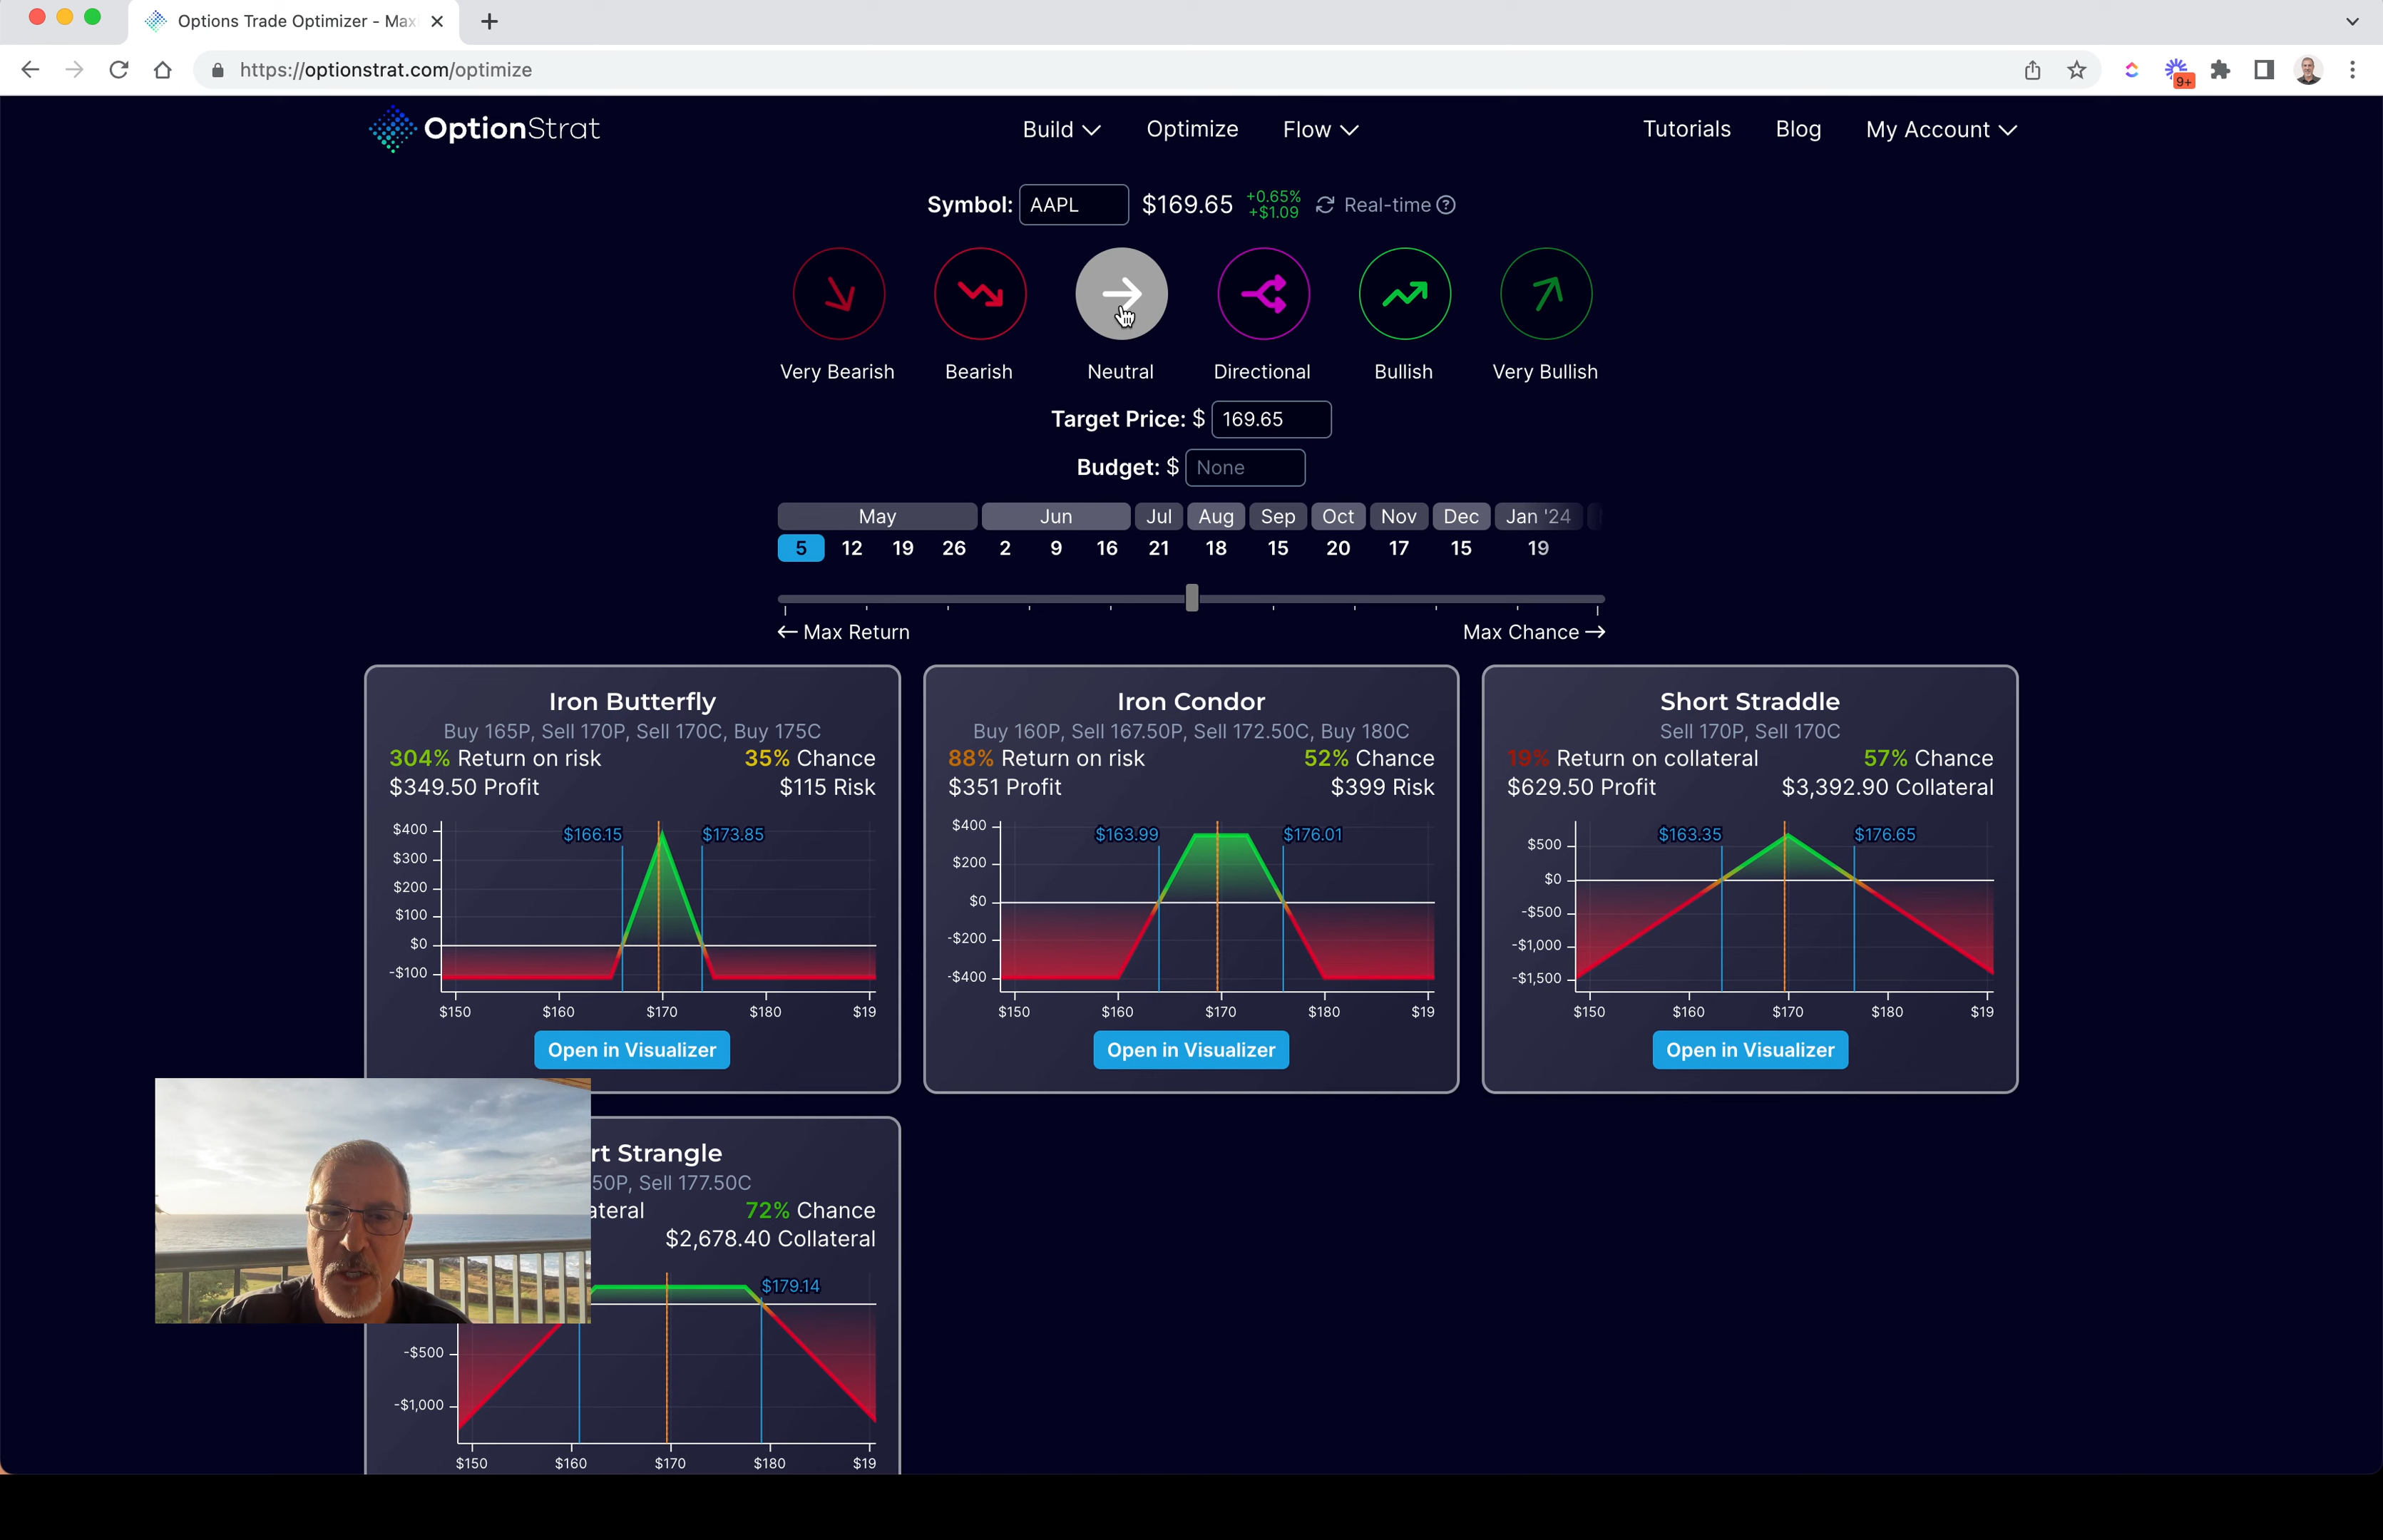 Options Trade Optimizer - Max
https://optionstrat.com/optimize
9+
OptionStrat
Build
Optimize
Flow
Tutorials
Blog
My Account
Symbol: AAPL $169.65 +0.65% +$1.09 Real-time ?
Very Bearish
Bearish
Neutral
Directional
Bullish
Very Bullish
Target Price: $ 169.65
Budget: $ None
May Jun Jul Aug Sep Oct Nov Dec Jan '24
5 12 19 26 2 9 16 21 18 15 20 17 15 19
← Max Return
Max Chance →
Iron Butterfly
Buy 165P, Sell 170P, Sell 170C, Buy 175C
304% Return on risk 35% Chance
$349.50 Profit $115 Risk
$166.15 $173.85
$400
$300
$200
$100
$0
-$100
$150 $160 $170 $180 $19
Open in Visualizer
Iron Condor
Buy 160P, Sell 167.50P, Sell 172.50C, Buy 180C
88% Return on risk 52% Chance
$351 Profit $399 Risk
$163.99 $176.01
$400
$200
$0
-$200
-$400
$150 $160 $170 $180 $19
Open in Visualizer
Short Straddle
Sell 170P, Sell 170C
19% Return on collateral 57% Chance
$629.50 Profit $3,392.90 Collateral
$163.35 $176.65
$500
$0
-$500
-$1,000
-$1,500
$150 $160 $170 $180 $19
Open in Visualizer
rt Strangle
50P, Sell 177.50C
ateral 72% Chance
$2,678.40 Collateral
$179.14
-$500
-$1,000
$150 $160 $170 $180 $19